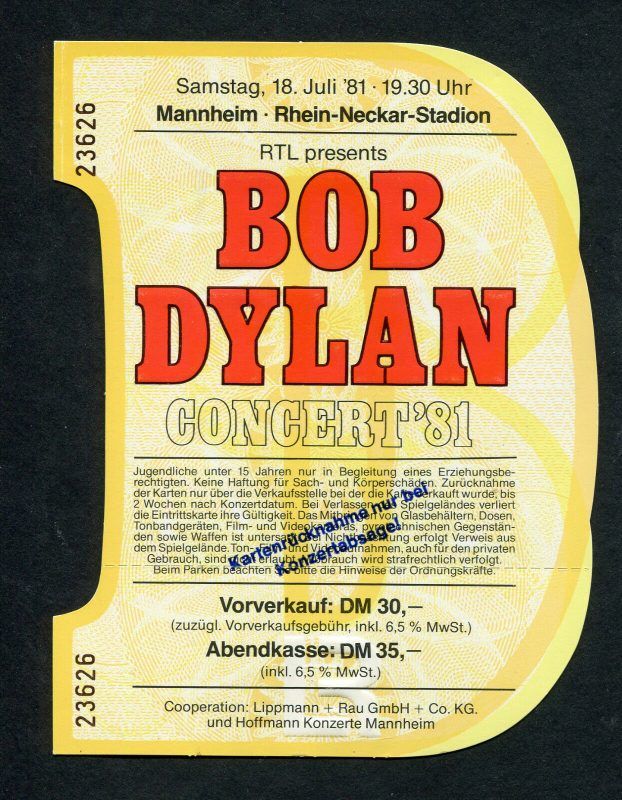 23626
Samstag, 18. Juli '81 · 19.30 Uhr
Mannheim · Rhein-Neckar-Stadion
RTL presents
BOB
DYLAN
CONCERT '81
Jugendliche unter 15 Jahren nur in Begleitung eines Erziehungsbe-
rechtigten. Keine Haftung für Sach- und Körperschäden. Zurücknahme
der Karten nur über die Verkaufsstelle bei der die Karte verkauft wurde, bis
2 Wochen nach Konzertdatum. Bei Verlassen des Spielgeländes verliert
die Eintrittskarte ihre Gültigkeit. Das Mitbringen von Glasbehältern, Dosen,
Tonbandgeräten, Film- und Videokameras, pyrotechnischen Gegenstän-
den sowie Waffen ist untersagt. Bei Nichtbeachtung erfolgt Verweis aus
dem Spielgelände. Ton-, Film- und Videoaufnahmen, auch für den privaten
Gebrauch, sind nicht erlaubt. Mißbrauch wird strafrechtlich verfolgt.
Beim Parken beachten Sie bitte die Hinweise der Ordnungskräfte.
Kartenrücknahme nur bei
Konzertabsage!
Vorverkauf: DM 30,—
(zuzügl. Vorverkaufsgebühr, inkl. 6,5 % MwSt.)
Abendkasse: DM 35,—
(inkl. 6,5 % MwSt.)
Cooperation: Lippmann + Rau GmbH + Co. KG.
und Hoffmann Konzerte Mannheim
23626